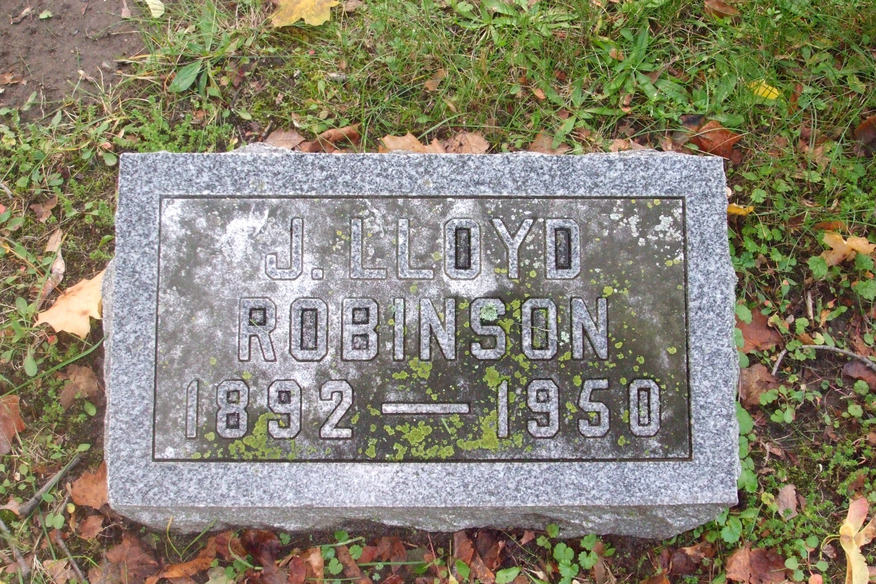 J. LLOYD
ROBINSON
1892 — 1950